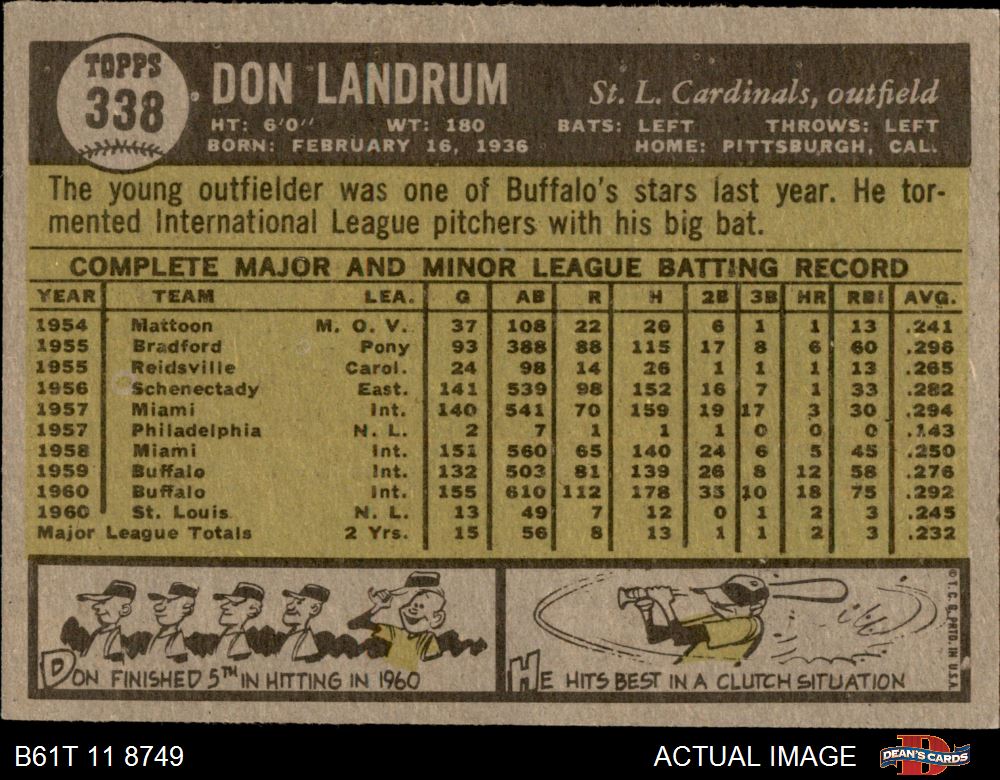 TOPPS
338
DON LANDRUM
St. L. Cardinals, outfield
HT: 6'0" WT: 180 BATS: LEFT THROWS: LEFT
BORN: FEBRUARY 16, 1936 HOME: PITTSBURGH, CAL.
The young outfielder was one of Buffalo's stars last year. He tor-
mented International League pitchers with his big bat.
COMPLETE MAJOR AND MINOR LEAGUE BATTING RECORD
YEAR TEAM LEA. G AB R H 2B 3B HR RBI AVG.
1954 Mattoon M. O. V. 37 108 22 26 6 1 1 13 .241
1955 Bradford Pony 93 388 88 115 17 8 6 60 .296
1955 Reidsville Carol. 24 98 14 26 1 1 1 13 .265
1956 Schenectady East. 141 539 98 152 16 7 1 33 .282
1957 Miami Int. 140 541 70 159 19 17 3 30 .294
1957 Philadelphia N. L. 2 7 1 1 1 0 0 0 .143
1958 Miami Int. 151 560 65 140 24 6 5 45 .250
1959 Buffalo Int. 132 503 81 139 26 8 12 58 .276
1960 Buffalo Int. 155 610 112 178 35 10 18 75 .292
1960 St. Louis N. L. 13 49 7 12 0 1 2 3 .245
Major League Totals 2 Yrs. 15 56 8 13 1 1 2 3 .232
DON FINISHED 5TH IN HITTING IN 1960
HE HITS BEST IN A CLUTCH SITUATION
© T. C. G. PRTD. IN U.S.A.
B61T 11 8749
ACTUAL IMAGE
DEAN'S CARDS